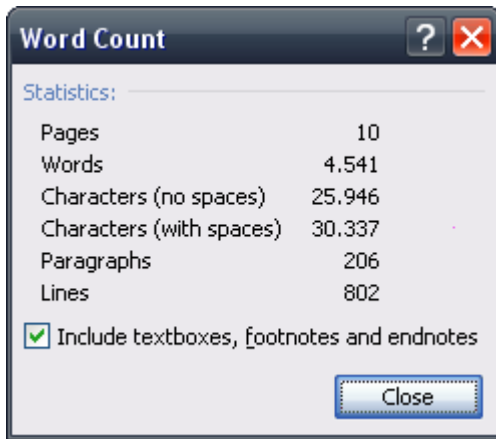 Word Count
Statistics:
Pages 10
Words 4.541
Characters (no spaces) 25.946
Characters (with spaces) 30.337
Paragraphs 206
Lines 802
Include textboxes, footnotes and endnotes
Close